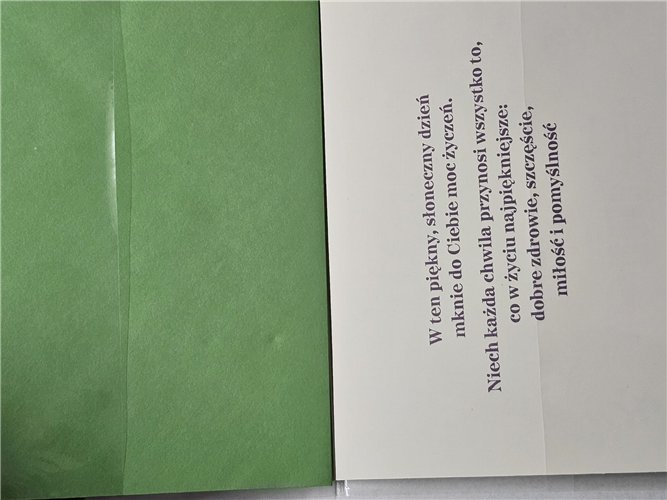 W ten piękny, słoneczny dzień
mknie do Ciebie moc życzeń.
Niech każda chwila przynosi wszystko to,
co w życiu najpiękniejsze:
dobre zdrowie, szczęście,
miłość i pomyślność